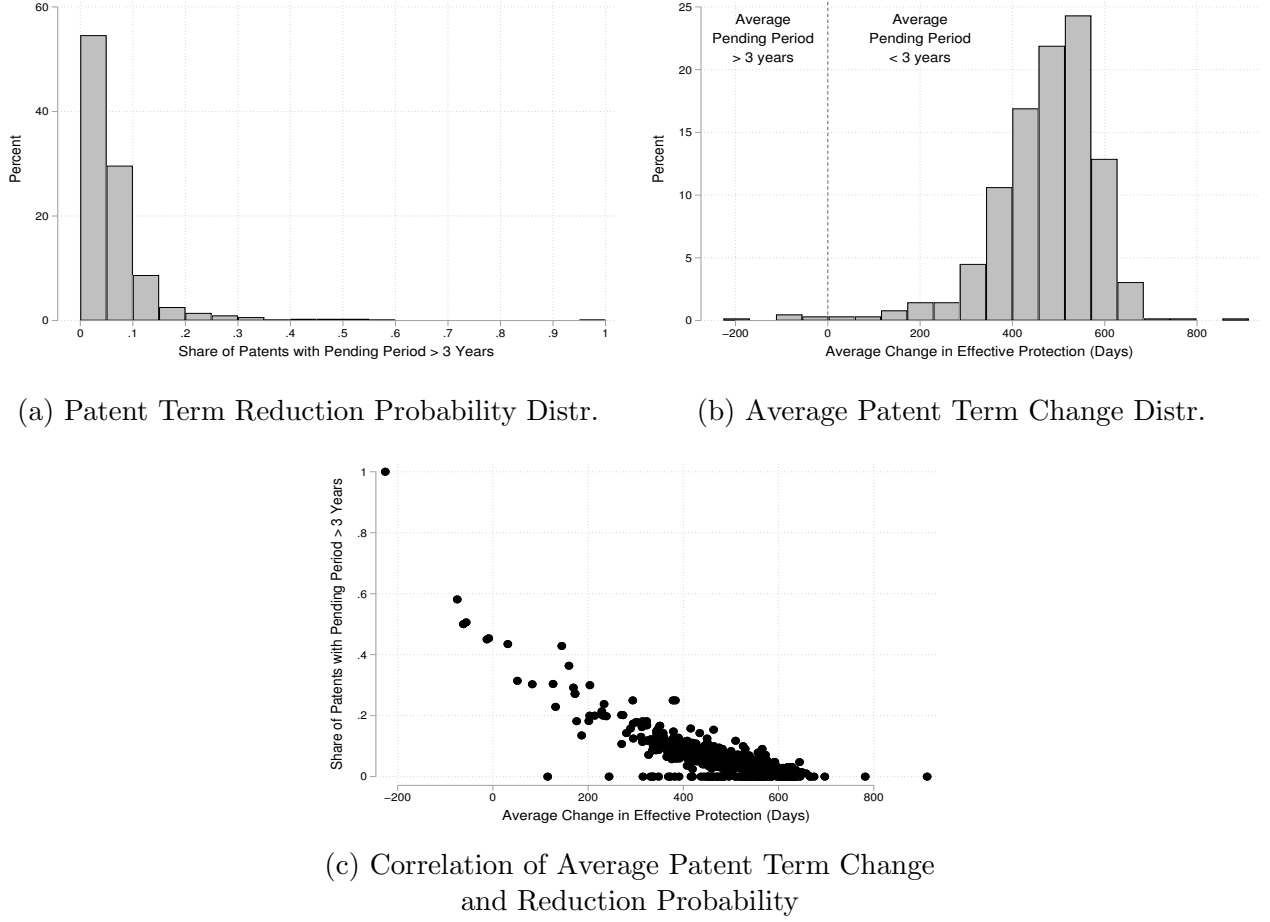 60
40
20
0
Percent
0
.1
.2
.3
.4
.5
.6
.7
.8
.9
1
Share of Patents with Pending Period > 3 Years
(a) Patent Term Reduction Probability Distr.
Average
Pending Period
> 3 years
Average
Pending Period
< 3 years
25
20
15
10
5
0
Percent
−200
0
200
400
600
800
Average Change in Effective Protection (Days)
(b) Average Patent Term Change Distr.
1
.8
.6
.4
.2
0
Share of Patents with Pending Period > 3 Years
−200
0
200
400
600
800
Average Change in Effective Protection (Days)
(c) Correlation of Average Patent Term Change
and Reduction Probability